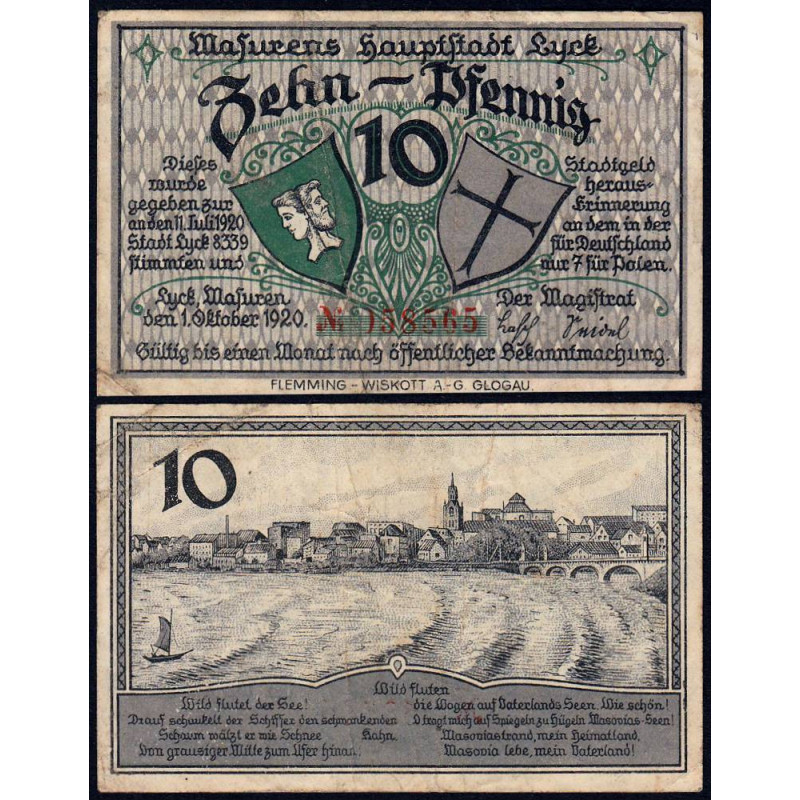 Masurens Hauptstadt Lyck
Zehn - Pfennig
10
Dieses Stadtgeld
wurde heraus-
gegeben zur Erinnerung
an den 11. Juli 1920 an dem in der
Stadt Lyck 8339 für Deutschland
stimmten und nur 7 für Polen.
Lyck, Masuren Der Magistrat
den 1. Oktober 1920. № 058565
Seidel
Gültig bis einen Monat nach öffentlicher Bekanntmachung.
FLEMMING - WISKOTT A.-G. GLOGAU.
10
Wild fluten
Wild flutet der See! die Wogen auf Vaterlands Seen, Wie schön!
Drauf schaukelt der Schiffer den schwankenden O tragt mich auf Spiegeln zu Hügeln Masovias-Seen!
Schaum wälzt er wie Schnee Kahn. Masoviastrand, mein Heimatland,
Von grausiger Mitte zum Ufer hinan. Masovia lebe, mein Vaterland!